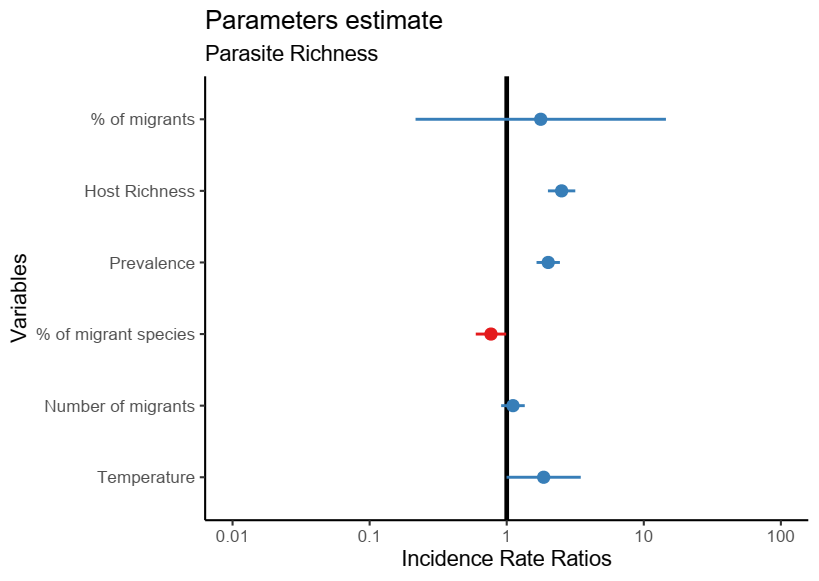 Parameters estimate
Parasite Richness
Variables
% of migrants
Host Richness
Prevalence
% of migrant species
Number of migrants
Temperature
0.01 0.1 1 10 100
Incidence Rate Ratios